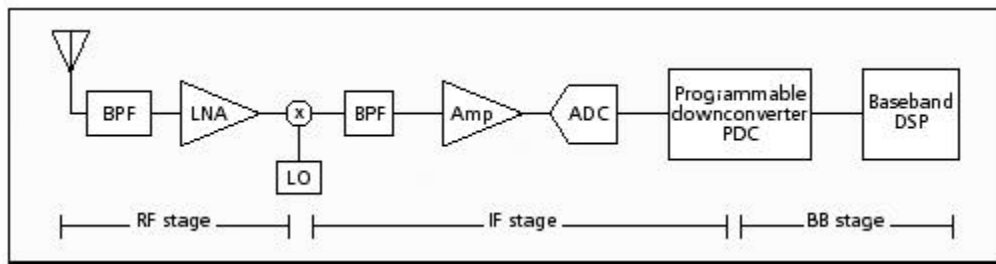 BPF
LNA
x
LO
BPF
Amp
ADC
Programmable
downconverter
PDC
Baseband
DSP
RF stage
IF stage
BB stage